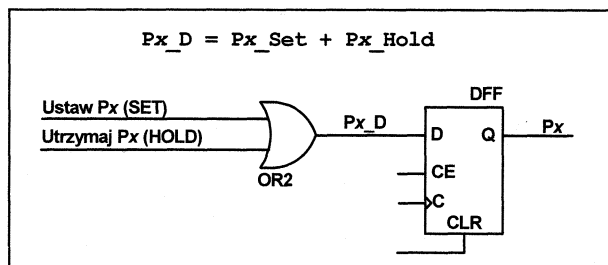 Px_D = Px_Set + Px_Hold
DFF
Ustaw Px (SET)
Px_D
D
Q
Px
Utrzymaj Px (HOLD)
OR2
CE
C
CLR